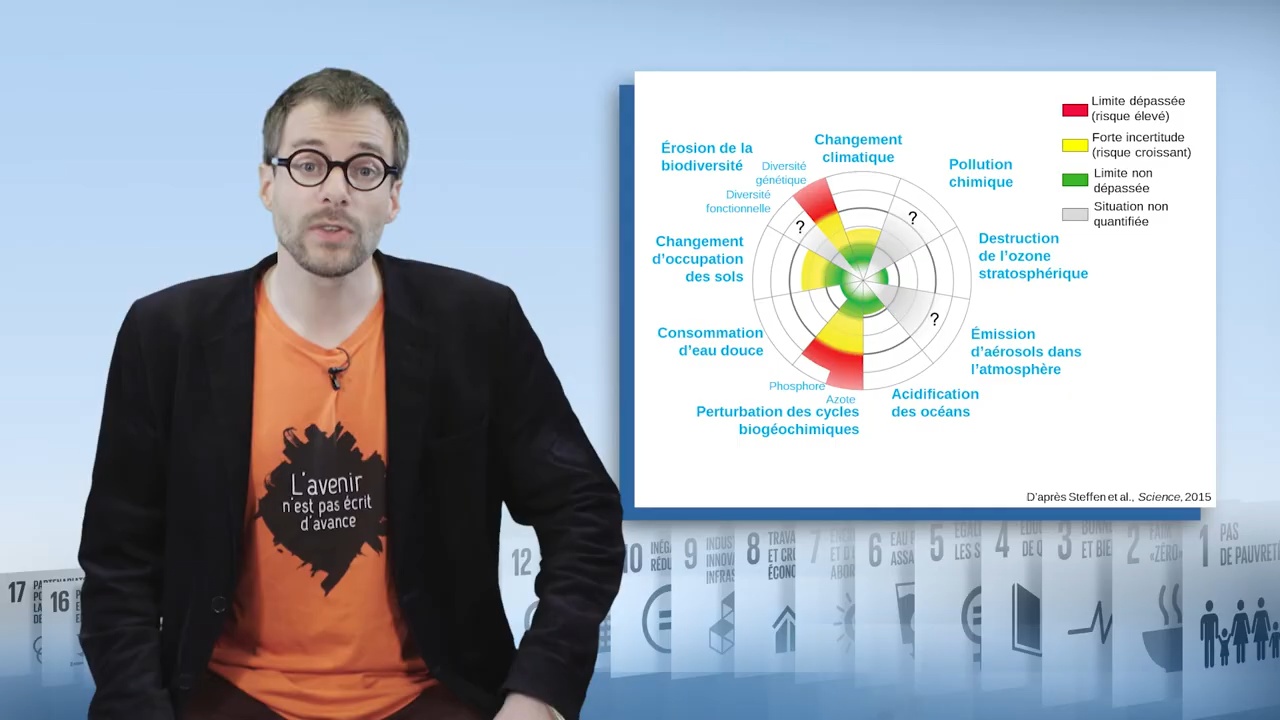 Limite dépassée
(risque élevé)
Forte incertitude
(risque croissant)
Limite non
dépassée
Situation non
quantifiée
Changement
climatique
Érosion de la
biodiversité
Diversité
génétique
Diversité
fonctionnelle
Pollution
chimique
?
?
Changement
d'occupation
des sols
Destruction
de l'ozone
stratosphérique
Consommation
d'eau douce
?
Émission
d'aérosols dans
l'atmosphère
Phosphore
Azote
Acidification
des océans
Perturbation des cycles
biogéochimiques
D'après Steffen et al., Science, 2015
L'avenir
n'est pas écrit
d'avance
17
16
12
10
9
8
7
6
5
4
3
2
«ZÉRO»
1 PAS
DE PAUVRETÉ